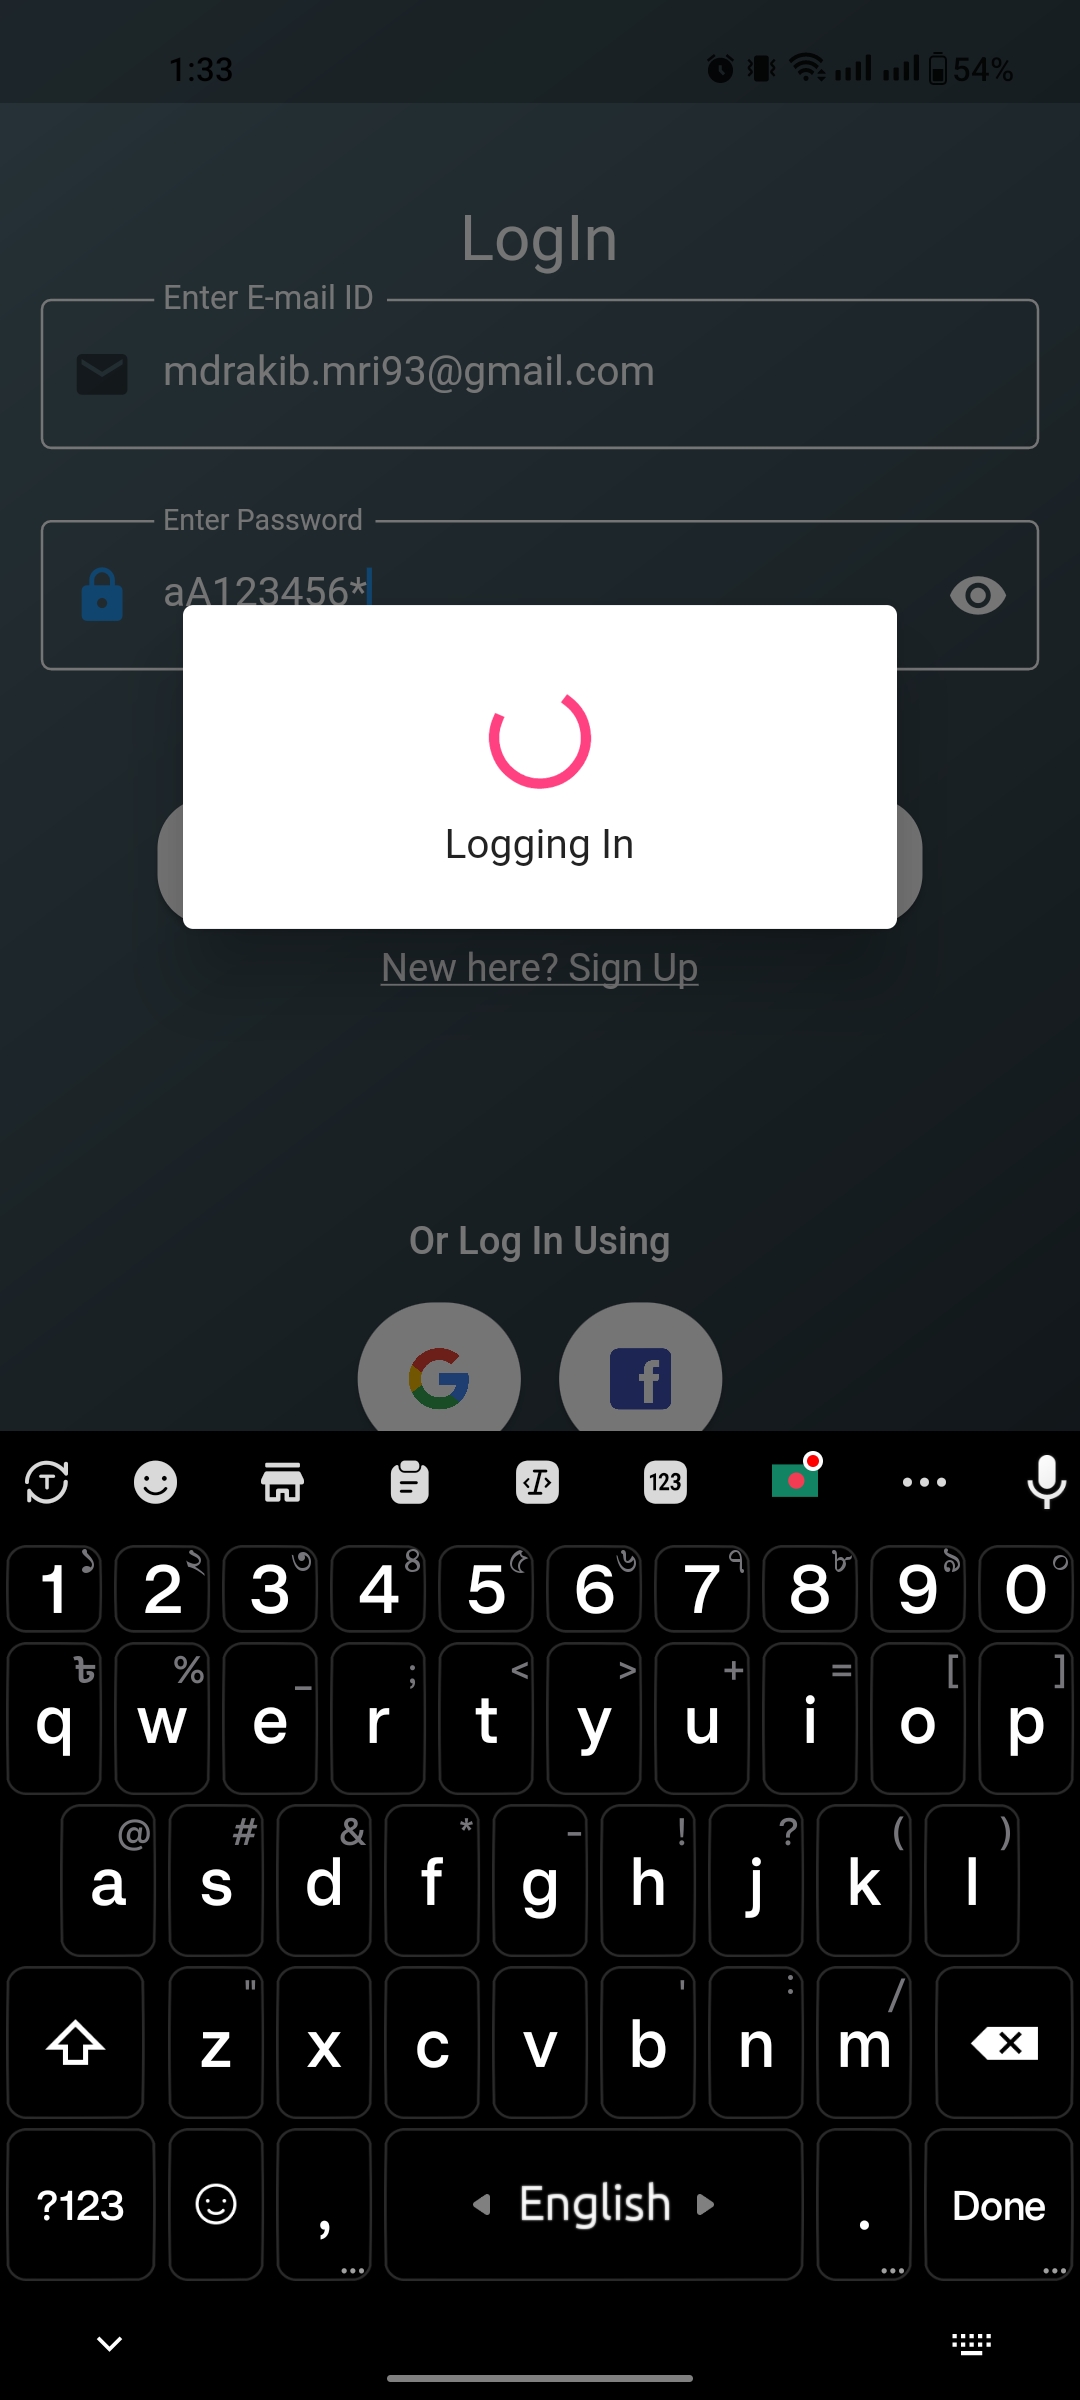 1:33
54%
LogIn
Enter E-mail ID
mdrakib.mri93@gmail.com
Enter Password
aA123456*
Logging In
New here? Sign Up
Or Log In Using
G f
T 123
1 ১ 2 ২ 3 ৩ 4 ৪ 5 ৫ 6 ৬ 7 ৭ 8 ৮ 9 ৯ 0 ০
q ৳ w % e _ r ; t < y > u + i = o [ p ]
a @ s # d & f * g - h ! j ? k ( l )
z " x c v b ' n : m /
?123 , ... English . ... Done ...